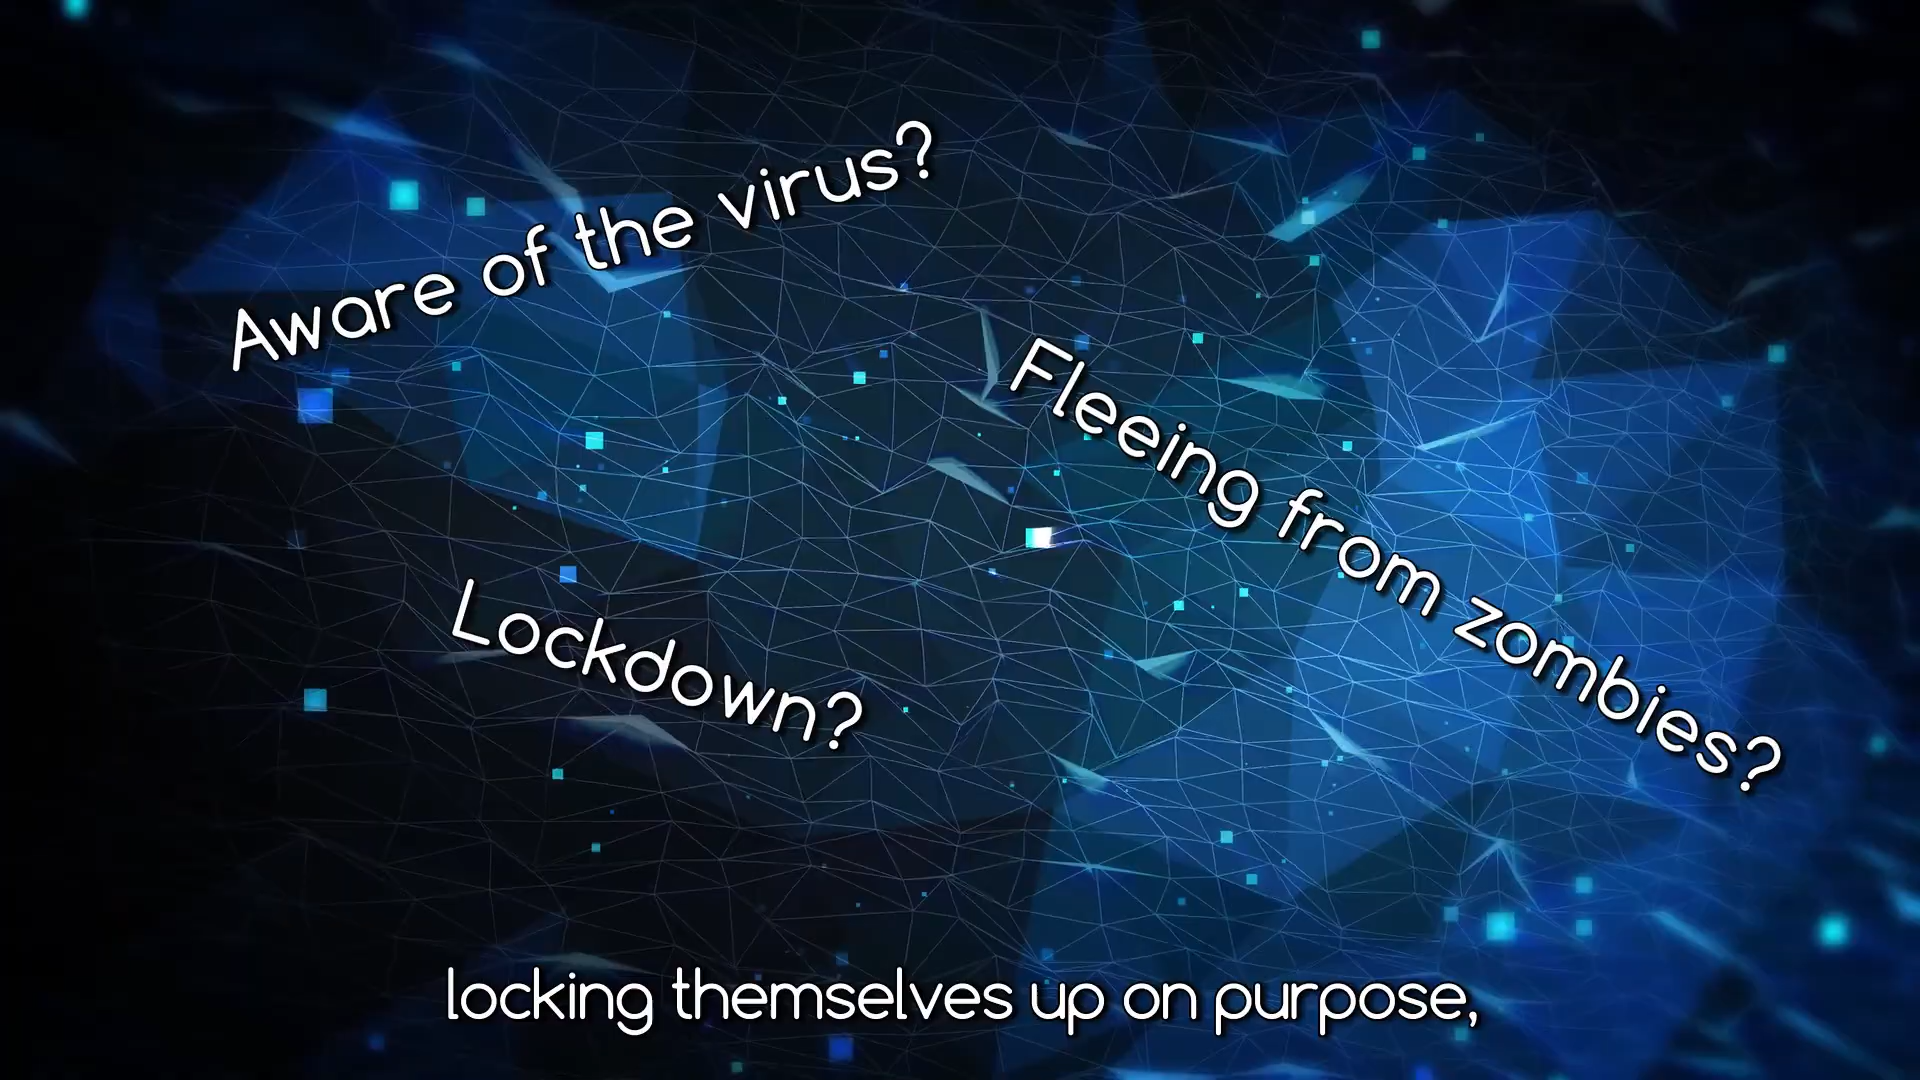 Aware of the virus?
Fleeing from zombies?
Lockdown?
locking themselves up on purpose,